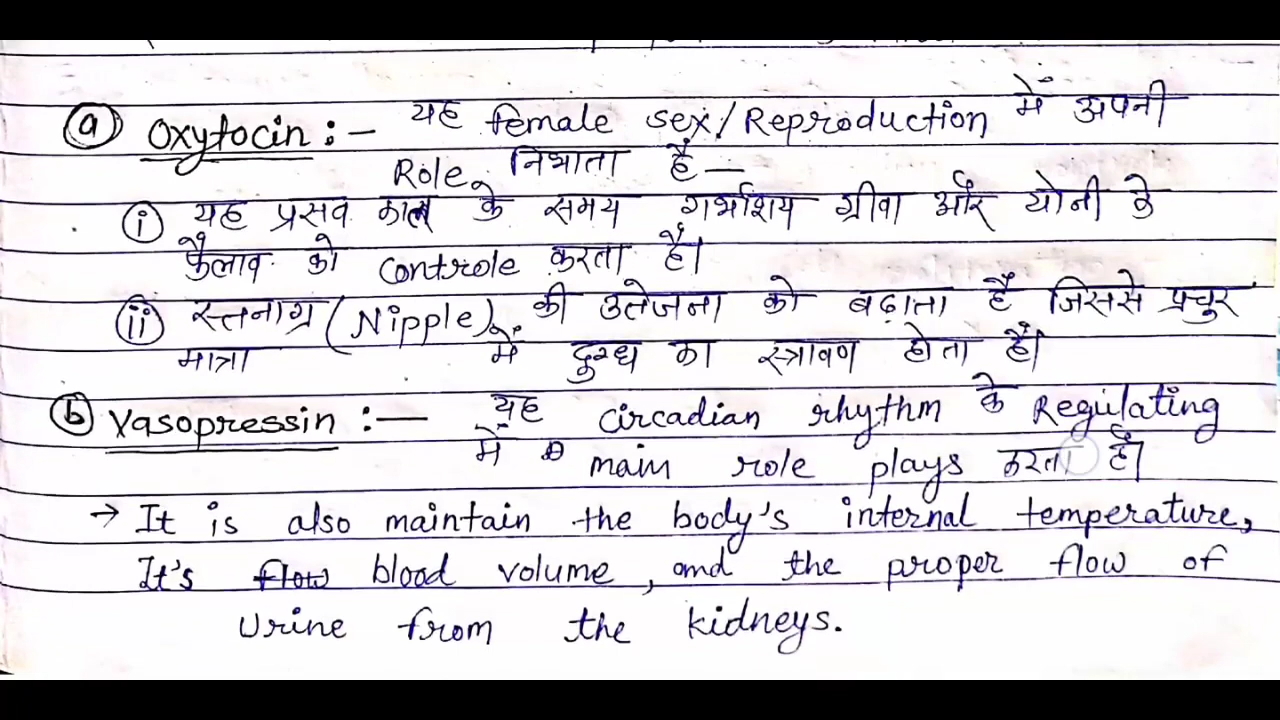 ⓐ Oxytocin :- यह female sex/Reproduction में अपनी
Role निभाता है —
ⓘ यह प्रसव काल के समय गर्भाशय ग्रीवा और योनी के
फैलाव को controle करता है।
ii स्तनाग्र (Nipple) की उतेजना को बढ़ाता है जिससे प्रचुर
मात्रा में दुग्ध का स्त्रावण होता है।
ⓑ Vasopressin :— यह circadian rhythm के Regulating
में main role plays करता है।
→ It is also maintain the body's internal temperature,
It's flow blood volume, and the proper flow of
Urine from the kidneys.